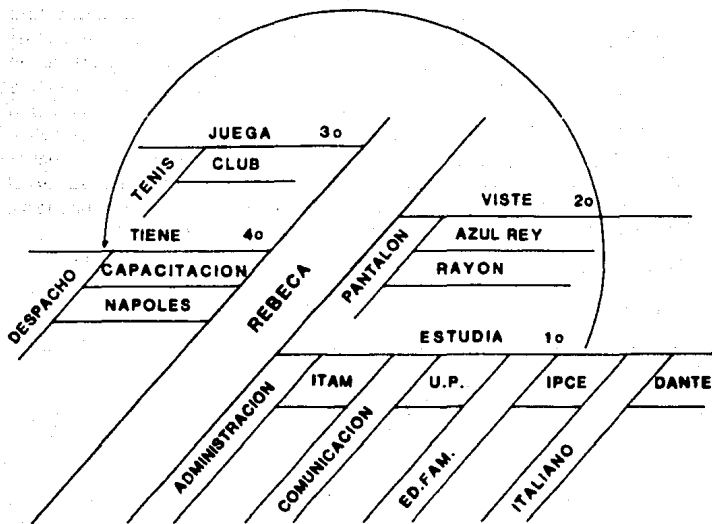 JUEGA 3o
TENIS
CLUB
VISTE 2o
PANTALON
AZUL REY
RAYON
TIENE 4o
DESPACHO
CAPACITACION
NAPOLES
REBECA
ESTUDIA 1o
ADMINISTRACION
ITAM
COMUNICACION
U.P.
ED.FAM.
IPCE
ITALIANO
DANTE